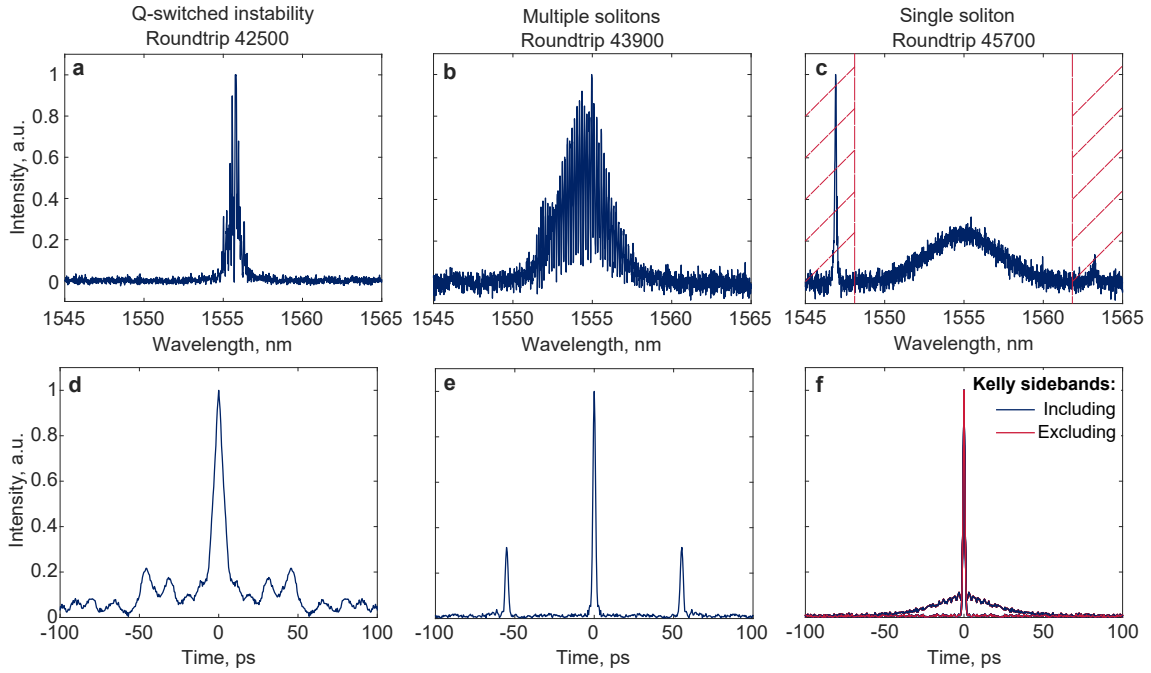 Q-switched instability
Roundtrip 42500
Multiple solitons
Roundtrip 43900
Single soliton
Roundtrip 45700
a
b
c
1
0.8
0.6
0.4
0.2
0
Intensity, a.u.
1545 1550 1555 1560 1565
1545 1550 1555 1560 1565
1545 1550 1555 1560 1565
Wavelength, nm
Wavelength, nm
Wavelength, nm
d
e
f
Kelly sidebands:
Including
Excluding
1
0.8
0.6
0.4
0.2
0
Intensity, a.u.
-100 -50 0 50 100
-100 -50 0 50 100
-100 -50 0 50 100
Time, ps
Time, ps
Time, ps